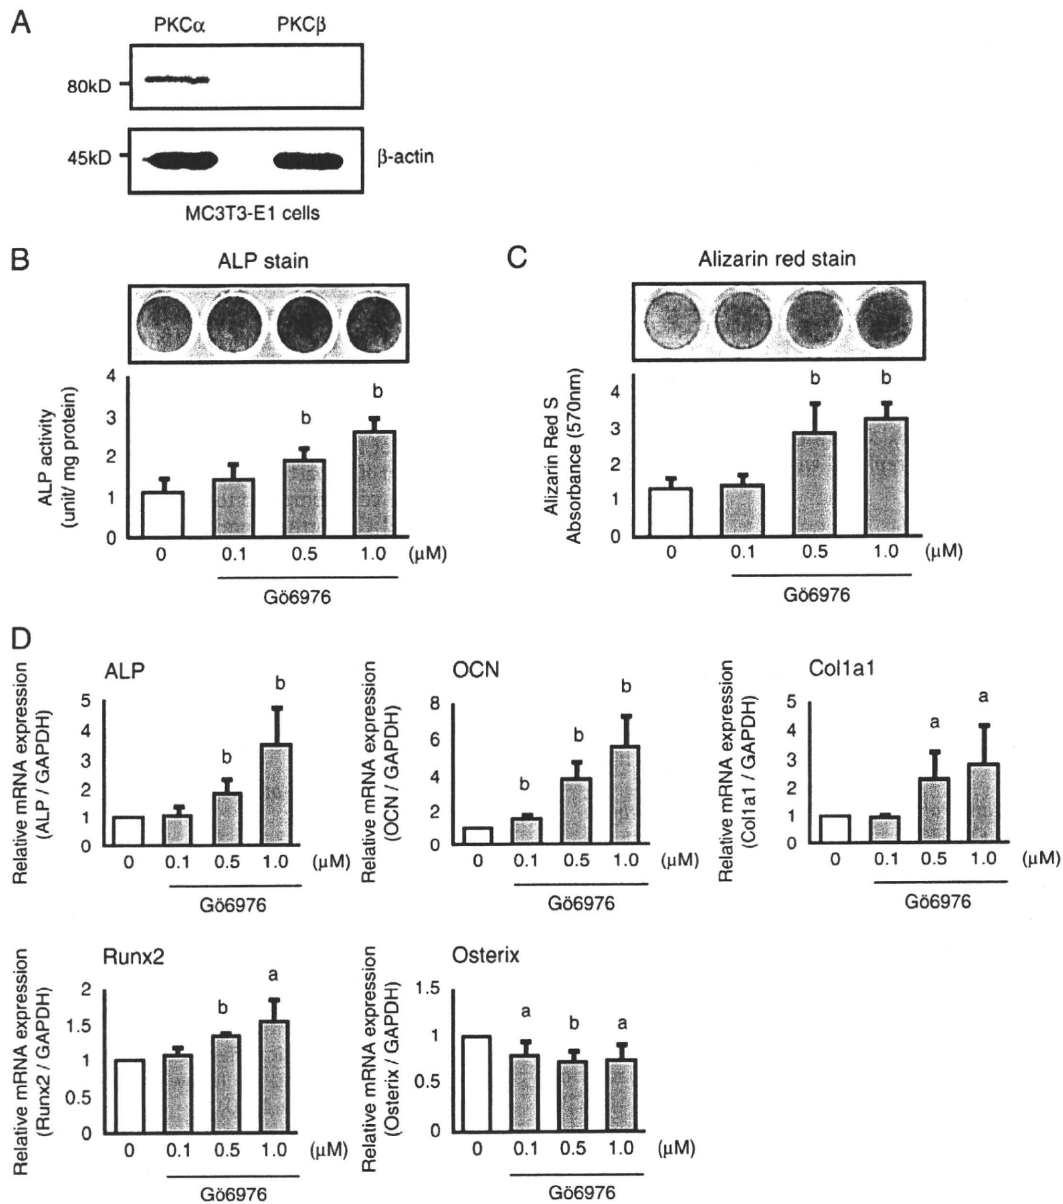 A
PKCα PKCβ
80kD
45kD β-actin
MC3T3-E1 cells
B
ALP stain
ALP activity
(unit/ mg protein)
4
3
2
1
0
b b
0 0.1 0.5 1.0 (μM)
Gö6976
C
Alizarin red stain
Alizarin Red S
Absorbance (570nm)
4
3
2
1
0
b b
0 0.1 0.5 1.0 (μM)
Gö6976
D
ALP
Relative mRNA expression
(ALP / GAPDH)
5
4
3
2
1
0
b b
0 0.1 0.5 1.0 (μM)
Gö6976
OCN
Relative mRNA expression
(OCN / GAPDH)
8
6
4
2
0
b b b
0 0.1 0.5 1.0 (μM)
Gö6976
Col1a1
Relative mRNA expression
(Col1a1 / GAPDH)
5
4
3
2
1
0
a a
0 0.1 0.5 1.0 (μM)
Gö6976
Runx2
Relative mRNA expression
(Runx2 / GAPDH)
2
1.5
1
0.5
0
b a
0 0.1 0.5 1.0 (μM)
Gö6976
Osterix
Relative mRNA expression
(Osterix / GAPDH)
1.5
1
0.5
0
a b a
0 0.1 0.5 1.0 (μM)
Gö6976